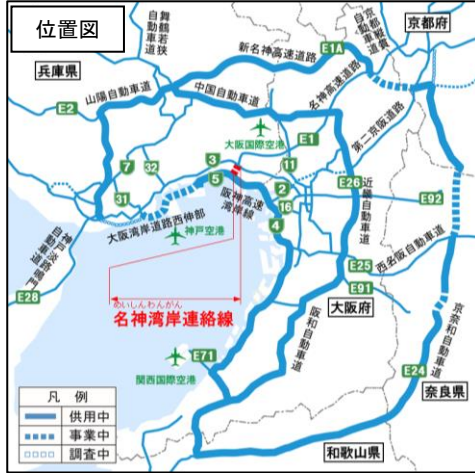 位置図
兵庫県
京都府
舞鶴若狭
自動車道
京都縦貫
自動車道
新名神高速道路
E1A
名神高速道路
山陽自動車道
中国自動車道
第二京阪道路
E2
大阪国際空港
E1
7
32
3
11
5
2
E26
E92
31
16
阪神高速
湾岸線
近畿自動車道
4
大阪湾岸道路西伸部
神戸空港
西名阪自動車道
神戸淡路鳴門
自動車道
E25
E28
E91
大阪府
めいしんわんがん
名神湾岸連絡線
阪和自動車道
京奈和自動車道
E71
関西国際空港
E24
奈良県
和歌山県
凡 例
供用中
事業中
調査中